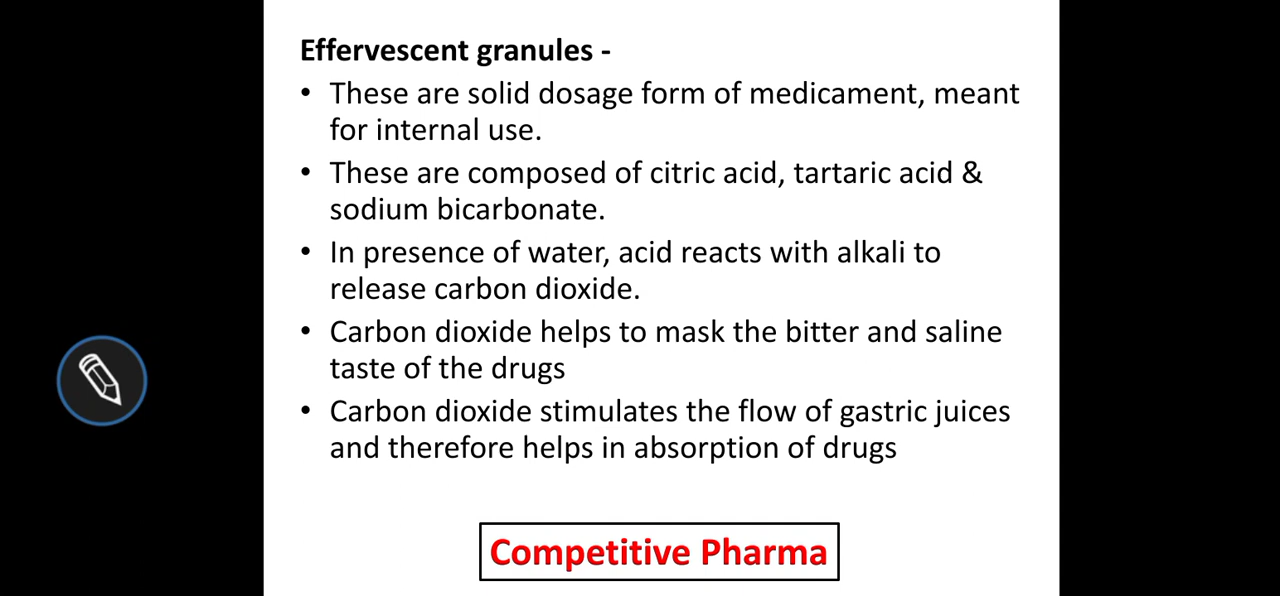 Effervescent granules -
• These are solid dosage form of medicament, meant
for internal use.
• These are composed of citric acid, tartaric acid &
sodium bicarbonate.
• In presence of water, acid reacts with alkali to
release carbon dioxide.
• Carbon dioxide helps to mask the bitter and saline
taste of the drugs
• Carbon dioxide stimulates the flow of gastric juices
and therefore helps in absorption of drugs
Competitive Pharma